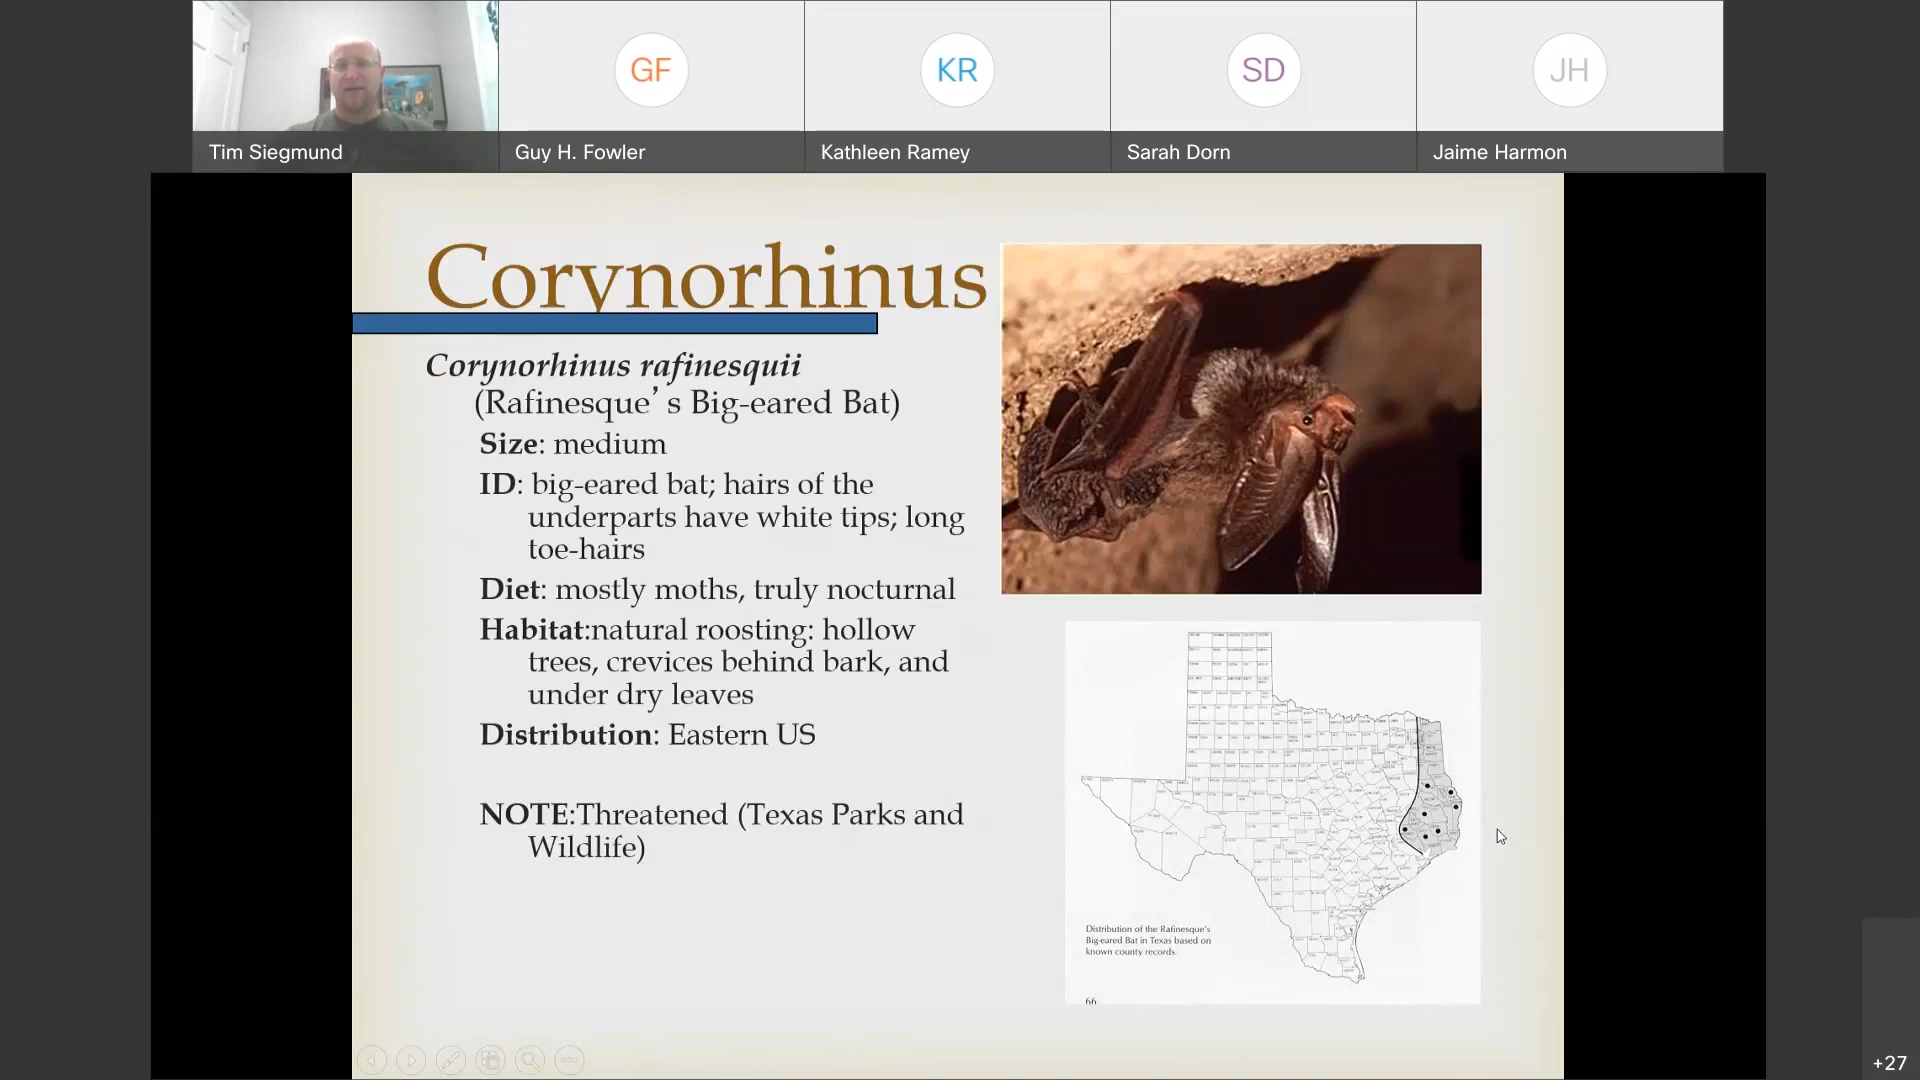 GF
KR
SD
JH
Tim Siegmund
Guy H. Fowler
Kathleen Ramey
Sarah Dorn
Jaime Harmon
Corynorhinus
Corynorhinus rafinesquii
(Rafinesque’s Big-eared Bat)
Size: medium
ID: big-eared bat; hairs of the
underparts have white tips; long
toe-hairs
Diet: mostly moths, truly nocturnal
Habitat:natural roosting: hollow
trees, crevices behind bark, and
under dry leaves
Distribution: Eastern US
NOTE:Threatened (Texas Parks and
Wildlife)
Distribution of the Rafinesque's
Big-eared Bat in Texas based on
known county records.
66
+27